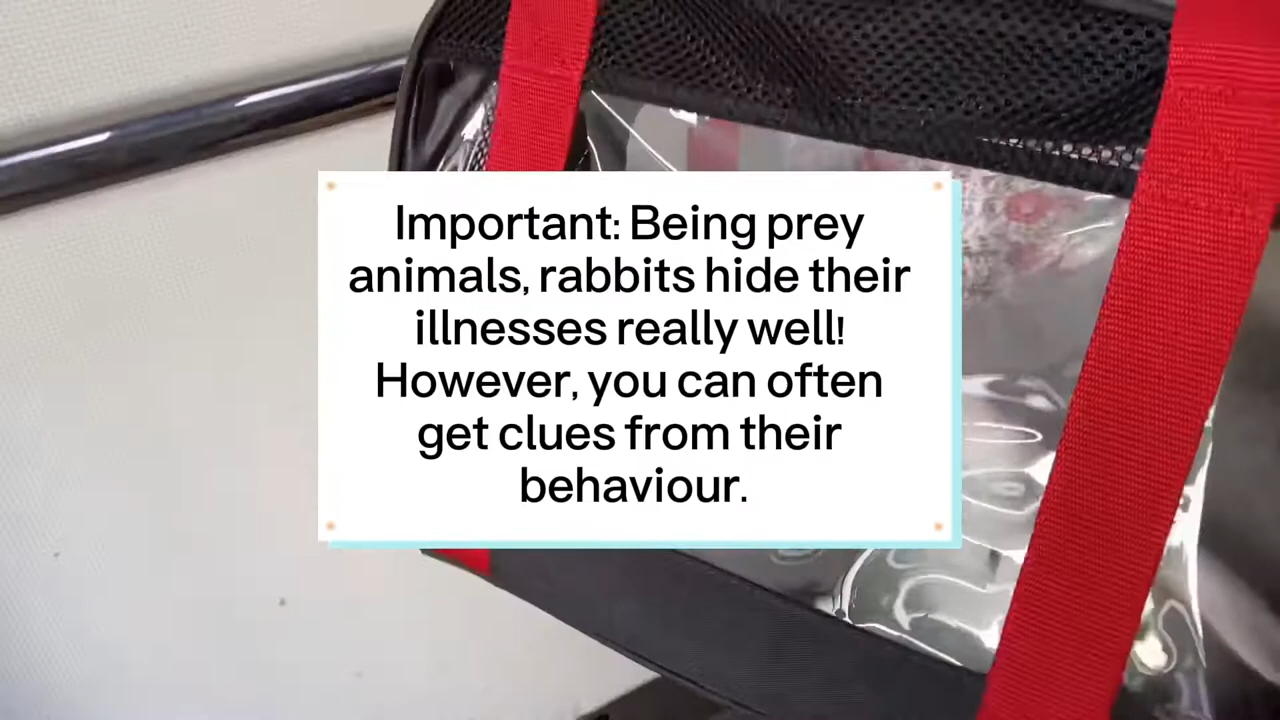 Important: Being prey
animals, rabbits hide their
illnesses really well!
However, you can often
get clues from their
behaviour.